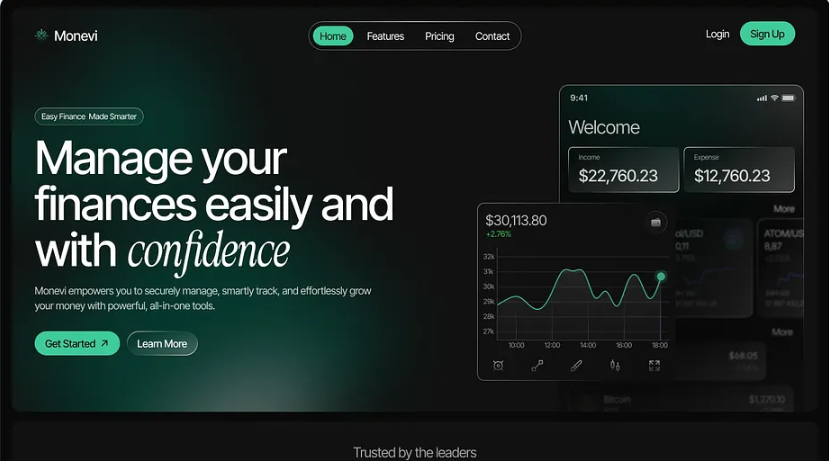 Monevi
Home Features Pricing Contact
Login Sign Up
Easy Finance Made Smarter
Manage your
finances easily and
with confidence
Monevi empowers you to securely manage, smartly track, and effortlessly grow
your money with powerful, all-in-one tools.
Get Started Learn More
9:41
Welcome
Income
$22,760.23
Expense
$12,760.23
More
ATOM/US
8,87
More
$68.05
Bitcoin
$1,270.10
$30,113.80
+2.76%
32k
31k
30k
29k
28k
27k
10:00 12:00 14:00 16:00 18:00
Trusted by the leaders